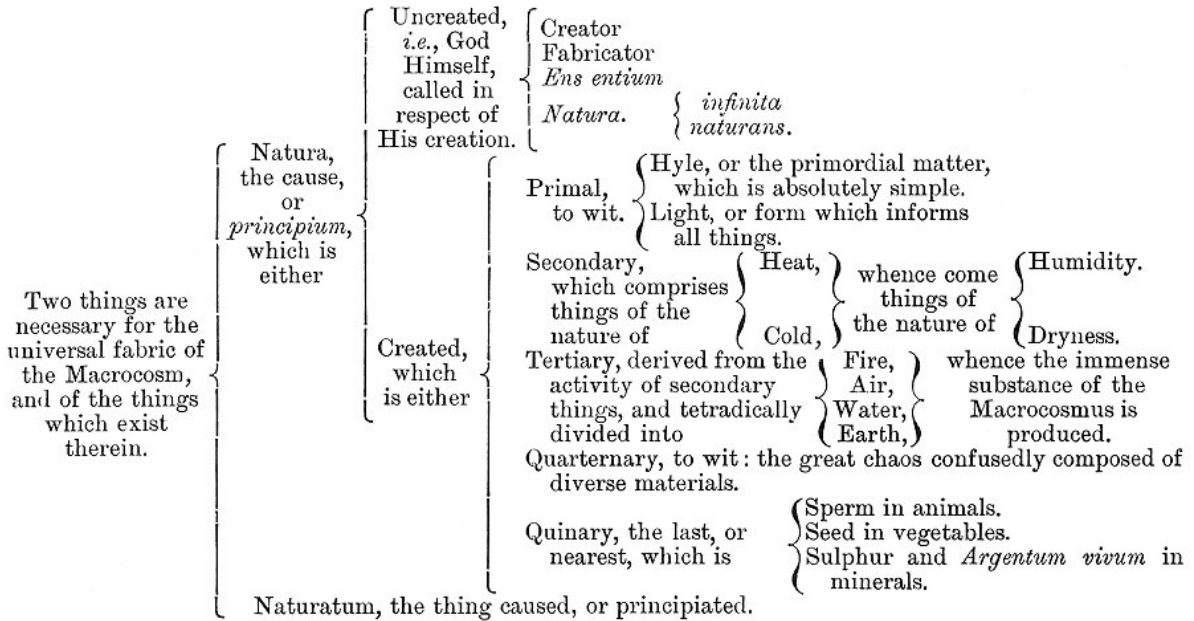 Two things are
necessary for the
universal fabric of
the Macrocosm,
and of the things
which exist
therein.
Natura,
the cause,
or
principium,
which is
either
Uncreated,
i.e., God
Himself,
called in
respect of
His creation.
Creator
Fabricator
Ens entium
Natura.
infinita
naturans.
Created,
which
is either
Primal,
to wit.
Hyle, or the primordial matter,
which is absolutely simple.
Light, or form which informs
all things.
Secondary,
which comprises
things of the
nature of
Heat,
Cold,
whence come
things of
the nature of
Humidity.
Dryness.
Tertiary, derived from the
activity of secondary
things, and tetradically
divided into
Fire,
Air,
Water,
Earth,
whence the immense
substance of the
Macrocosmus is
produced.
Quarternary, to wit: the great chaos confusedly composed of
diverse materials.
Quinary, the last, or
nearest, which is
Sperm in animals.
Seed in vegetables.
Sulphur and Argentum vivum in
minerals.
Naturatum, the thing caused, or principiated.